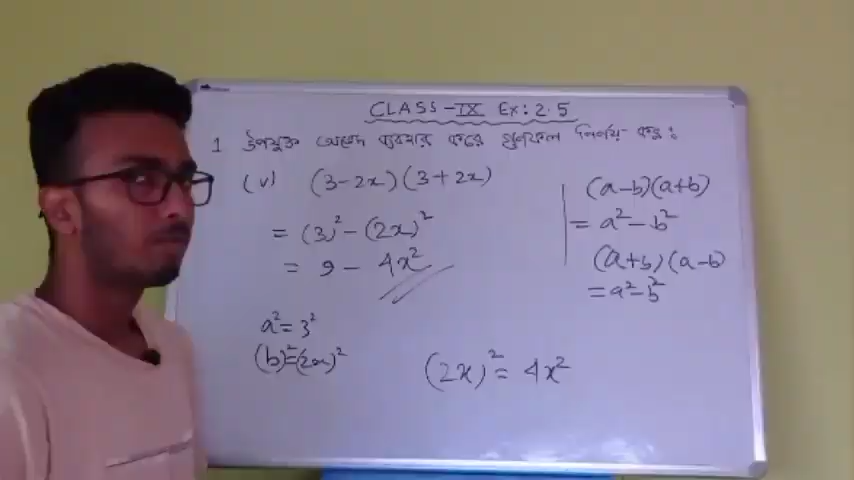 CLASS-IX Ex: 2.5
1 উপযুক্ত অভেদ ব্যবহার করে গুণফল নির্ণয় করু :
(v) (3-2x)(3+2x)
= (3)² - (2x)²
= 9 - 4x²
a² = 3²
(b)² = (2x)²
(2x)² = 4x²
(a-b)(a+b)
= a² - b²
(a+b)(a-b)
= a² - b²